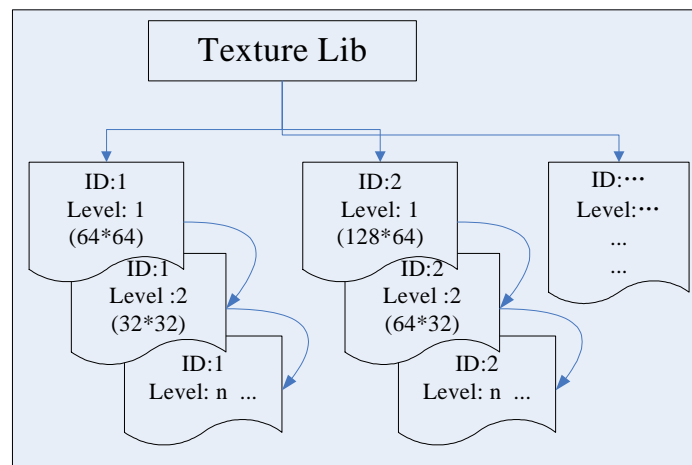 Texture Lib
ID:1
Level: 1
(64*64)
ID:1
Level :2
(32*32)
ID:1
Level: n ...
ID:2
Level: 1
(128*64)
ID:2
Level :2
(64*32)
ID:2
Level: n ...
ID:⋯
Level:⋯
...
...